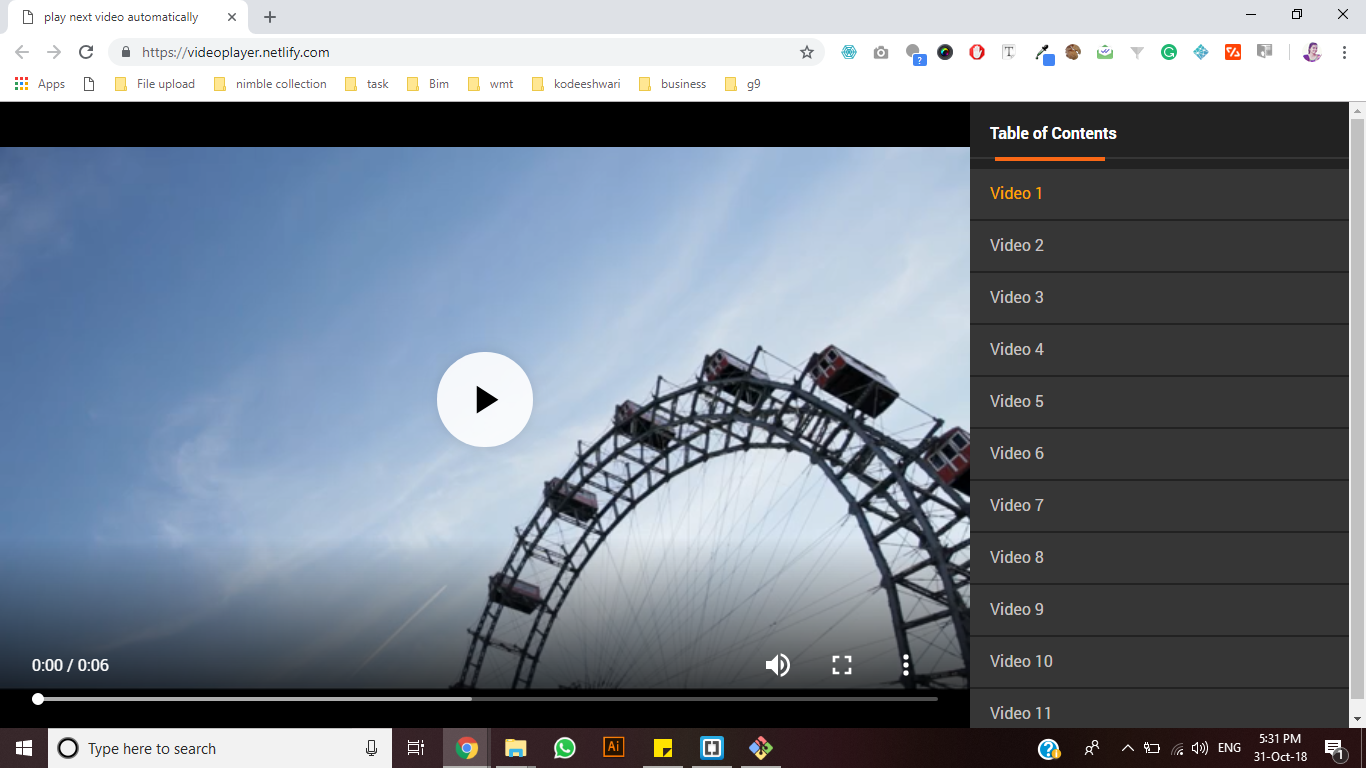 play next video automatically
https://videoplayer.netlify.com
Apps
File upload
nimble collection
task
Bim
wmt
kodeeshwari
business
g9
Table of Contents
Video 1
Video 2
Video 3
Video 4
Video 5
Video 6
Video 7
Video 8
Video 9
Video 10
Video 11
0:00 / 0:06
Type here to search
Ai
ENG
5:31 PM
31-Oct-18
1